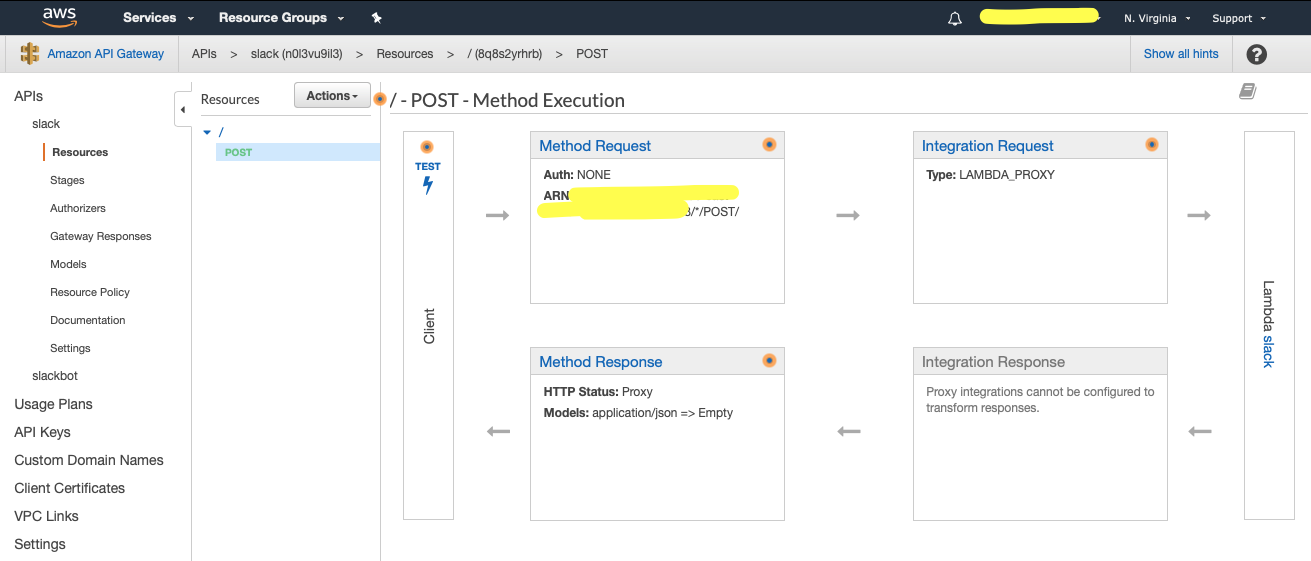 aws Services Resource Groups N. Virginia Support
Amazon API Gateway APIs > slack (n0l3vu9il3) > Resources > / (8q8s2yrhrb) > POST Show all hints ?
APIs
slack
Resources
Stages
Authorizers
Gateway Responses
Models
Resource Policy
Documentation
Settings
slackbot
Usage Plans
API Keys
Custom Domain Names
Client Certificates
VPC Links
Settings
Resources Actions
/
POST
/ - POST - Method Execution
TEST
Client
Method Request
Auth: NONE
ARN
/*/POST/
Integration Request
Type: LAMBDA_PROXY
Lambda slack
Method Response
HTTP Status: Proxy
Models: application/json => Empty
Integration Response
Proxy integrations cannot be configured to
transform responses.